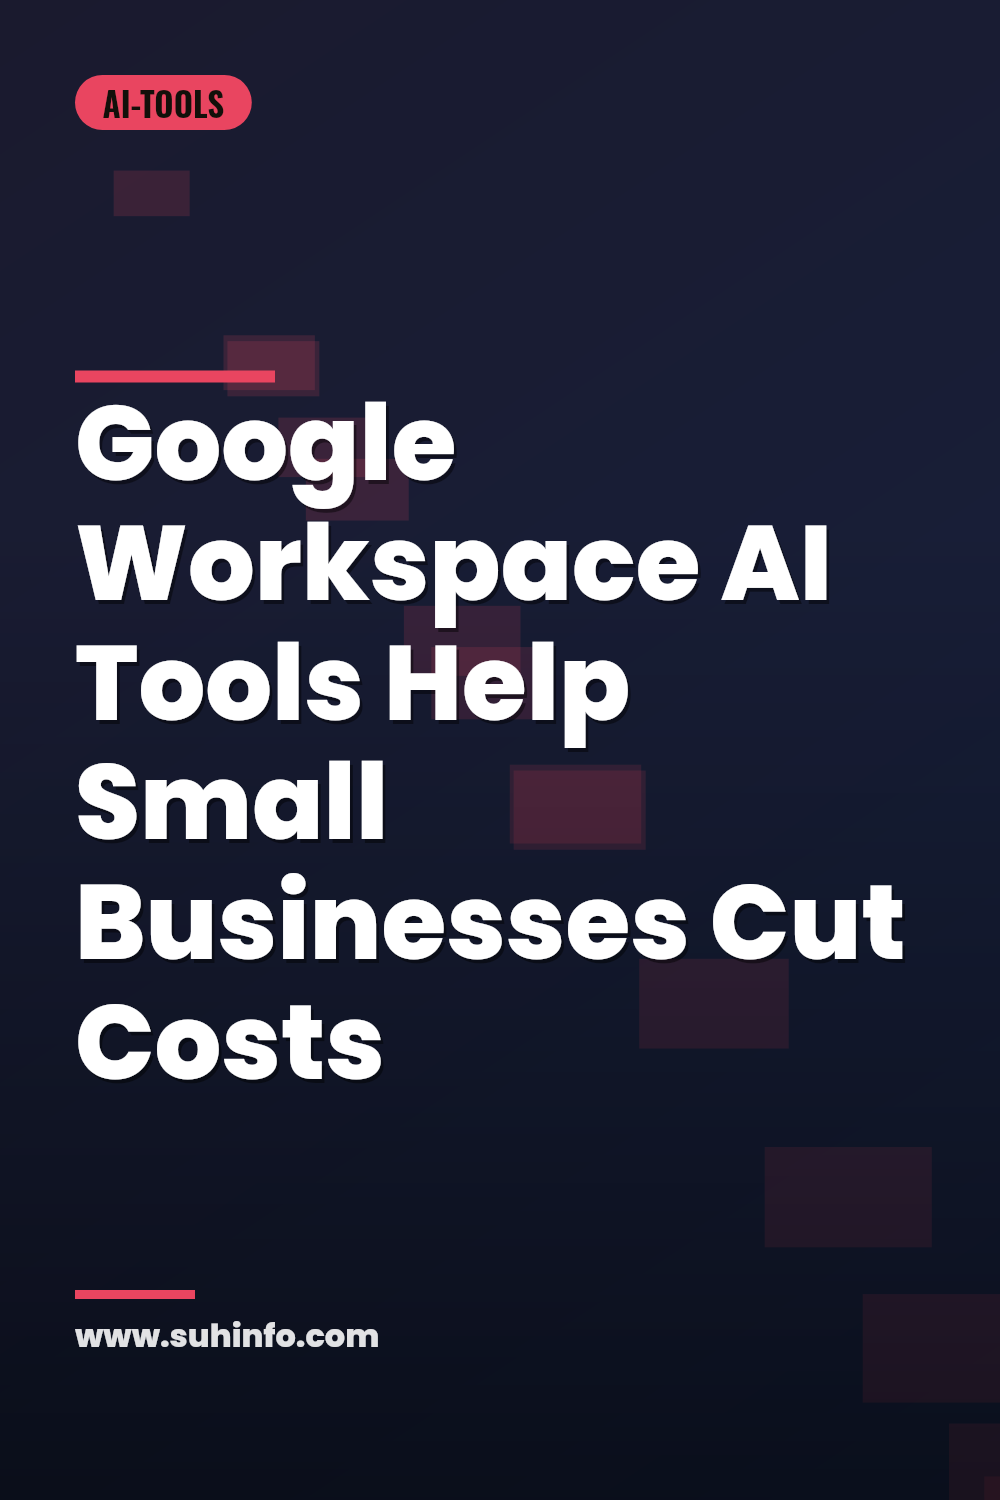 AI-TOOLS
Google
Workspace AI
Tools Help
Small
Businesses Cut
Costs
www.suhinfo.com